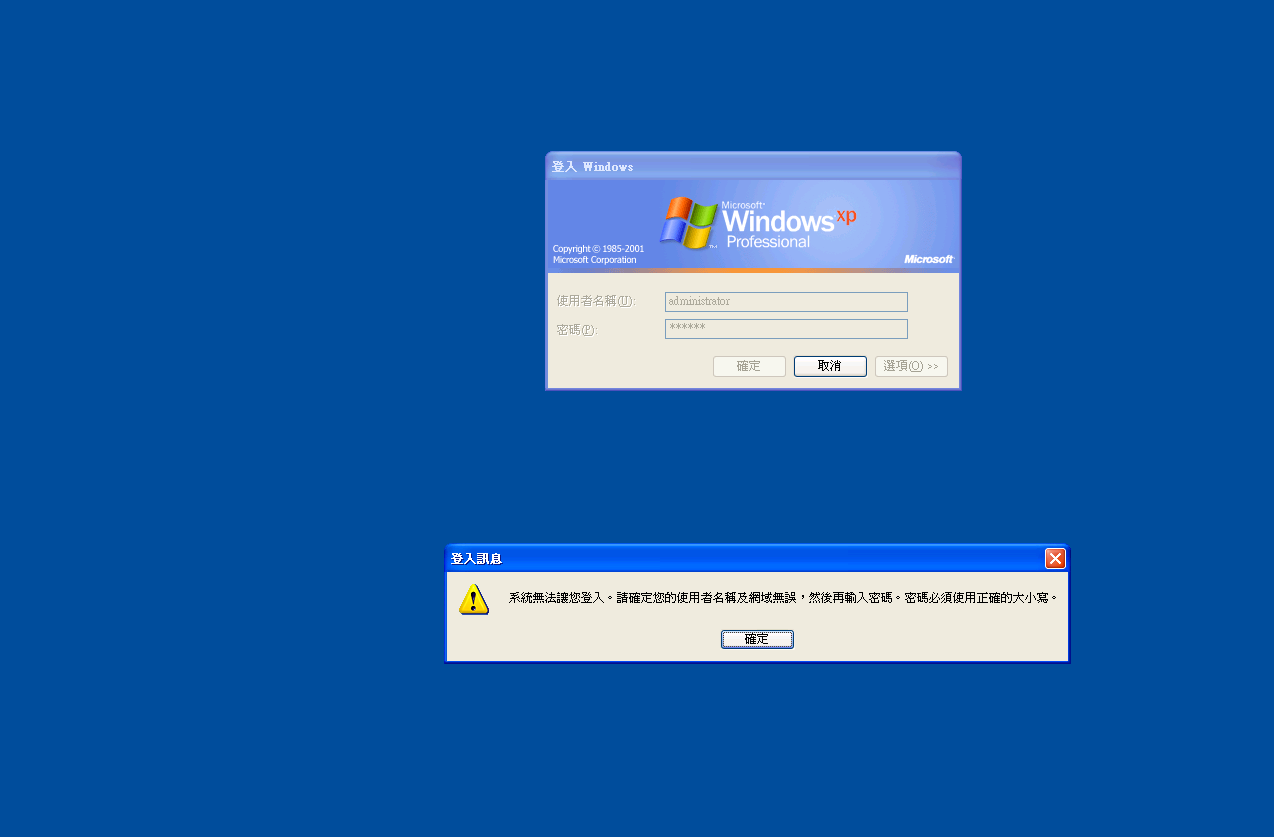 登入 Windows
Microsoft®
Windows xp
Professional
TM
Copyright © 1985-2001
Microsoft Corporation
Microsoft®
使用者名稱(U):
administrator
密碼(P):
******
確定
取消
選項(O) >>
登入訊息
系統無法讓您登入。請確定您的使用者名稱及網域無誤，然後再輸入密碼。密碼必須使用正確的大小寫。
確定